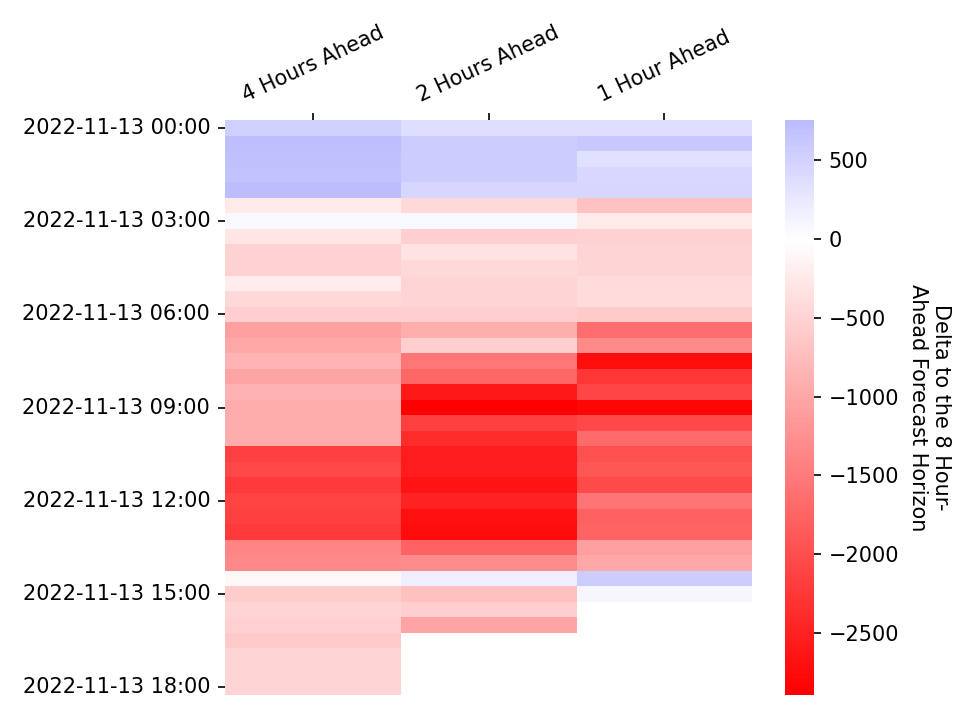 4 Hours Ahead
2 Hours Ahead
1 Hour Ahead
2022-11-13 00:00
2022-11-13 03:00
2022-11-13 06:00
2022-11-13 09:00
2022-11-13 12:00
2022-11-13 15:00
2022-11-13 18:00
500
0
−500
−1000
−1500
−2000
−2500
Delta to the 8 Hour-
Ahead Forecast Horizon